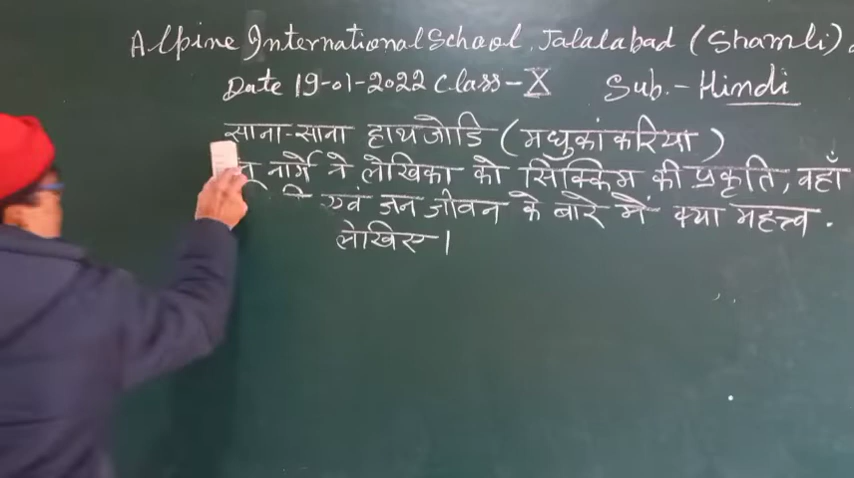 Alpine International School, Jalalabad (Shamli).
Date 19-01-2022 Class-X Sub.- Hindi
साना-साना हाथ जोडि (मधु कांकरिया)
नार्गे ने लेखिका को सिक्किम की प्रकृति, वहाँ
एवं जन जीवन के बारे में क्या महत्त्व.
लेखिए।